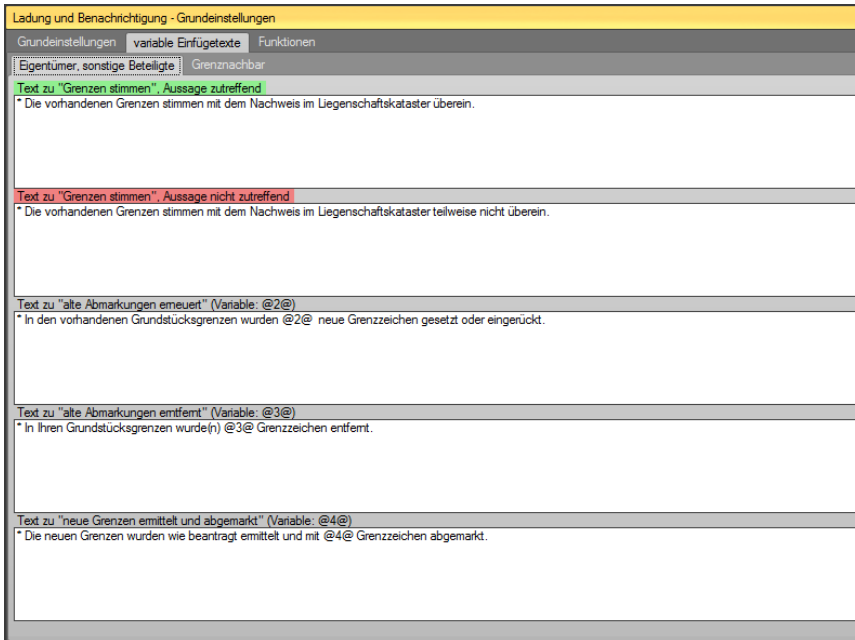 Ladung und Benachrichtigung - Grundeinstellungen
Grundeinstellungen variable Einfügetexte Funktionen
Eigentümer, sonstige Beteiligte Grenznachbar
Text zu "Grenzen stimmen", Aussage zutreffend
* Die vorhandenen Grenzen stimmen mit dem Nachweis im Liegenschaftskataster überein.
Text zu "Grenzen stimmen", Aussage nicht zutreffend
* Die vorhandenen Grenzen stimmen mit dem Nachweis im Liegenschaftskataster teilweise nicht überein.
Text zu "alte Abmarkungen erneuert" (Variable: @2@)
* In den vorhandenen Grundstücksgrenzen wurden @2@  neue Grenzzeichen gesetzt oder eingerückt.
Text zu "alte Abmarkungen emtfernt" (Variable: @3@)
* In Ihren Grundstücksgrenzen wurde(n) @3@ Grenzzeichen entfernt.
Text zu "neue Grenzen ermittelt und abgemarkt" (Variable: @4@)
* Die neuen Grenzen wurden wie beantragt ermittelt und mit @4@ Grenzzeichen abgemarkt.